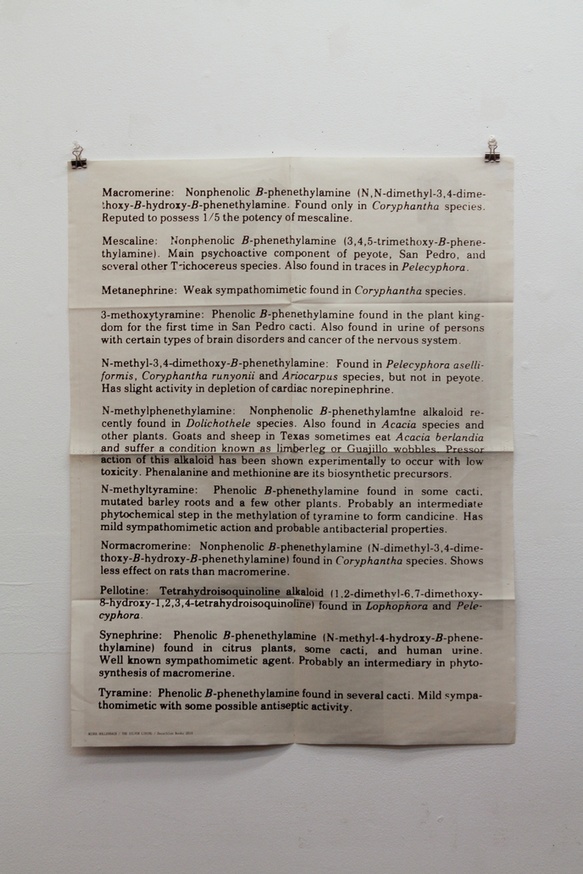 Macromerine: Nonphenolic B-phenethylamine (N,N-dimethyl-3,4-dime-
thoxy-B-hydroxy-B-phenethylamine. Found only in Coryphantha species.
Reputed to possess 1/5 the potency of mescaline.
Mescaline: Nonphenolic B-phenethylamine (3,4,5-trimethoxy-B-phene-
thylamine). Main psychoactive component of peyote, San Pedro, and
several other Trichocereus species. Also found in traces in Pelecyphora.
Metanephrine: Weak sympathomimetic found in Coryphantha species.
3-methoxytyramine: Phenolic B-phenethylamine found in the plant king-
dom for the first time in San Pedro cacti. Also found in urine of persons
with certain types of brain disorders and cancer of the nervous system.
N-methyl-3,4-dimethoxy-B-phenethylamine: Found in Pelecyphora aselli-
formis, Coryphantha runyonii and Ariocarpus species, but not in peyote.
Has slight activity in depletion of cardiac norepinephrine.
N-methylphenethylamine: Nonphenolic B-phenethylamine alkaloid re-
cently found in Dolichothele species. Also found in Acacia species and
other plants. Goats and sheep in Texas sometimes eat Acacia berlandia
and suffer a condition known as limberleg or Guajillo wobbles. Pressor
action of this alkaloid has been shown experimentally to occur with low
toxicity. Phenalanine and methionine are its biosynthetic precursors.
N-methyltyramine: Phenolic B-phenethylamine found in some cacti,
mutated barley roots and a few other plants. Probably an intermediate
phytochemical step in the methylation of tyramine to form candicine. Has
mild sympathomimetic action and probable antibacterial properties.
Normacromerine: Nonphenolic B-phenethylamine (N-dimethyl-3,4-dime-
thoxy-B-hydroxy-B-phenethylamine) found in Coryphantha species. Shows
less effect on rats than macromerine.
Pellotine: Tetrahydroisoquinoline alkaloid (1,2-dimethyl-6,7-dimethoxy-
8-hydroxy-1,2,3,4-tetrahydroisoquinoline) found in Lophophora and Pele-
cyphora.
Synephrine: Phenolic B-phenethylamine (N-methyl-4-hydroxy-B-phene-
thylamine) found in citrus plants, some cacti, and human urine.
Well known sympathomimetic agent. Probably an intermediary in phyto-
synthesis of macromerine.
Tyramine: Phenolic B-phenethylamine found in several cacti. Mild sympa-
thomimetic with some possible antiseptic activity.